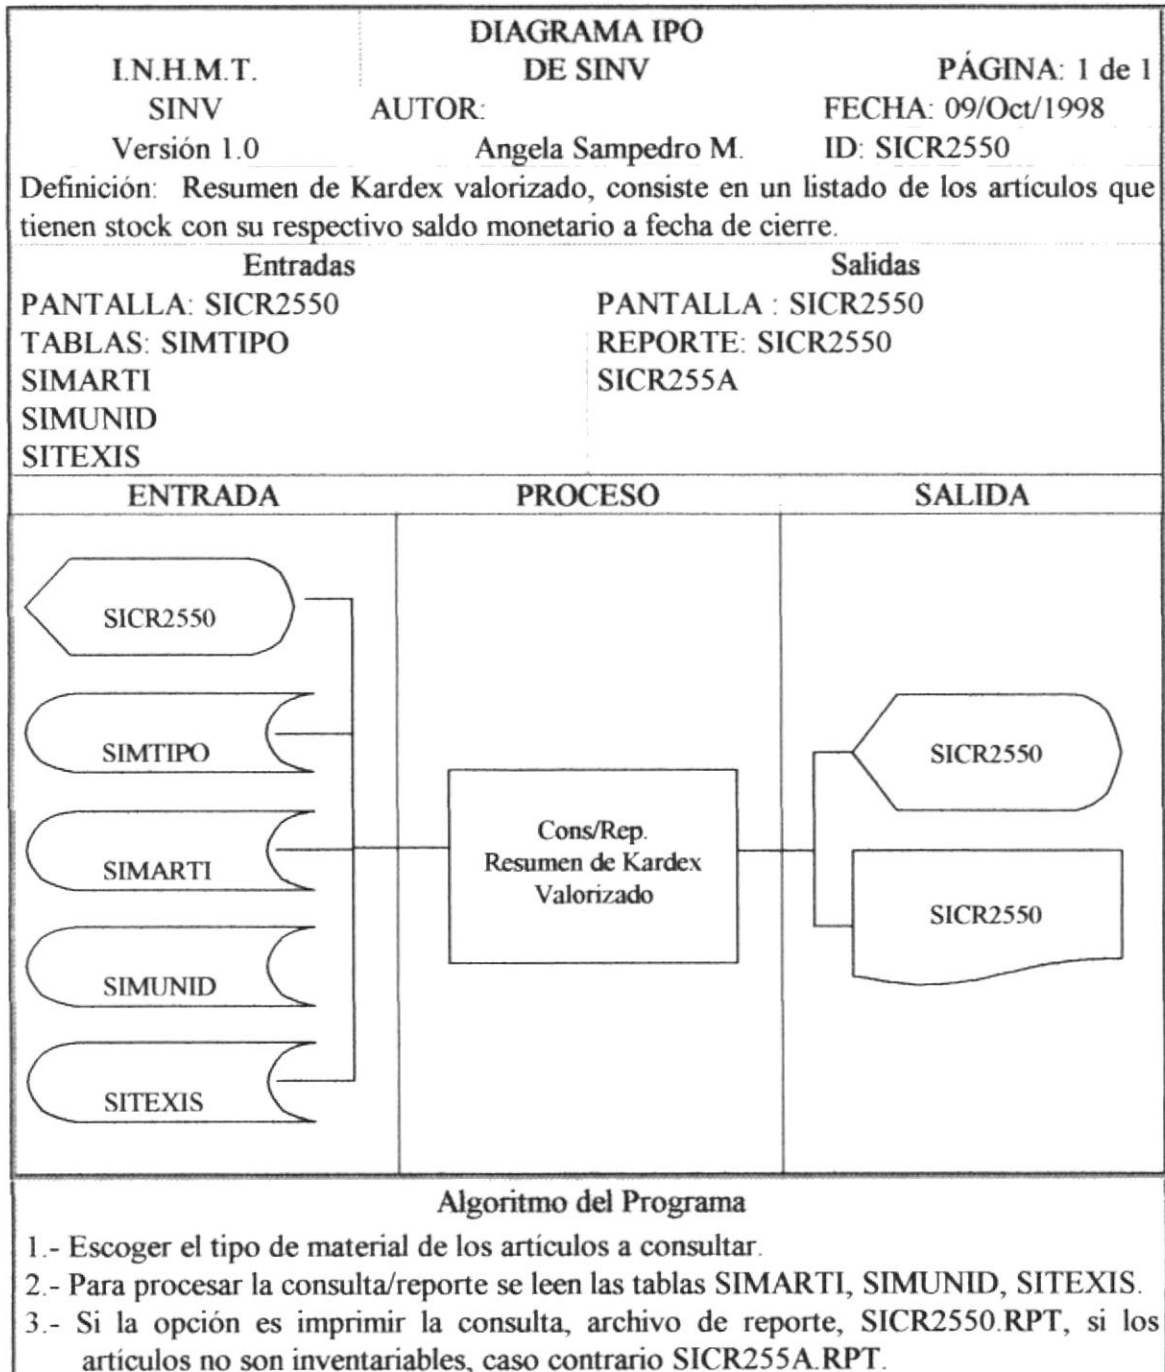 DIAGRAMA IPO
I.N.H.M.T. DE SINV PÁGINA: 1 de 1
SINV AUTOR: FECHA: 09/Oct/1998
Versión 1.0 Angela Sampedro M. ID: SICR2550
Definición: Resumen de Kardex valorizado, consiste en un listado de los artículos que
tienen stock con su respectivo saldo monetario a fecha de cierre.
Entradas Salidas
PANTALLA: SICR2550 PANTALLA : SICR2550
TABLAS: SIMTIPO REPORTE: SICR2550
SIMARTI SICR255A
SIMUNID
SITEXIS
ENTRADA PROCESO SALIDA
SICR2550
SIMTIPO
SIMARTI
SIMUNID
SITEXIS
Cons/Rep.
Resumen de Kardex
Valorizado
SICR2550
SICR2550
Algoritmo del Programa
1.- Escoger el tipo de material de los artículos a consultar.
2.- Para procesar la consulta/reporte se leen las tablas SIMARTI, SIMUNID, SITEXIS.
3.- Si la opción es imprimir la consulta, archivo de reporte, SICR2550.RPT, si los
artículos no son inventariables, caso contrario SICR255A.RPT.